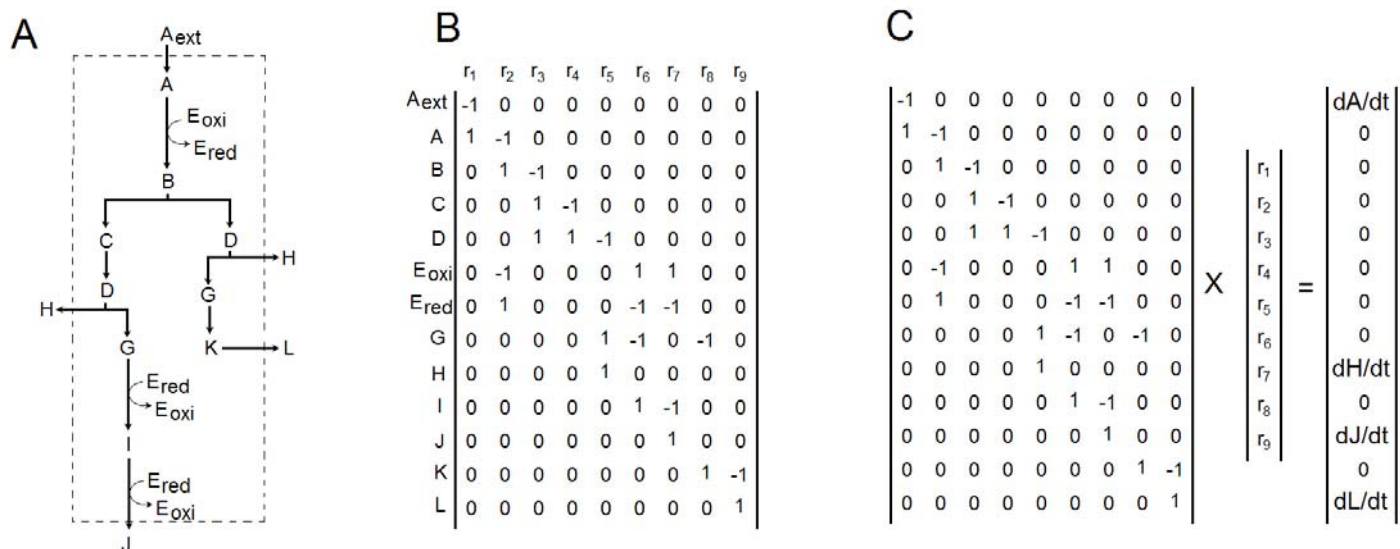 A
A ext
A
E oxi
E red
B
C D
H
D G
H
G K L
E red
E oxi
I
E red
E oxi
J
B
r1 r2 r3 r4 r5 r6 r7 r8 r9
A ext -1 0 0 0 0 0 0 0 0
A 1 -1 0 0 0 0 0 0 0
B 0 1 -1 0 0 0 0 0 0
C 0 0 1 -1 0 0 0 0 0
D 0 0 1 1 -1 0 0 0 0
E oxi 0 -1 0 0 0 1 1 0 0
E red 0 1 0 0 0 -1 -1 0 0
G 0 0 0 0 1 -1 0 -1 0
H 0 0 0 0 1 0 0 0 0
I 0 0 0 0 0 1 -1 0 0
J 0 0 0 0 0 0 1 0 0
K 0 0 0 0 0 0 0 1 -1
L 0 0 0 0 0 0 0 0 1
C
-1 0 0 0 0 0 0 0 0 dA/dt
1 -1 0 0 0 0 0 0 0 0
0 1 -1 0 0 0 0 0 0 r1 0
0 0 1 -1 0 0 0 0 0 r2 0
0 0 1 1 -1 0 0 0 0 r3 0
0 -1 0 0 0 1 1 0 0 r4 0
0 1 0 0 0 -1 -1 0 0 X r5 = 0
0 0 0 0 1 -1 0 -1 0 r6 0
0 0 0 0 1 0 0 0 0 r7 dH/dt
0 0 0 0 0 1 -1 0 0 r8 0
0 0 0 0 0 0 1 0 0 r9 dJ/dt
0 0 0 0 0 0 0 1 -1 0
0 0 0 0 0 0 0 0 1 dL/dt